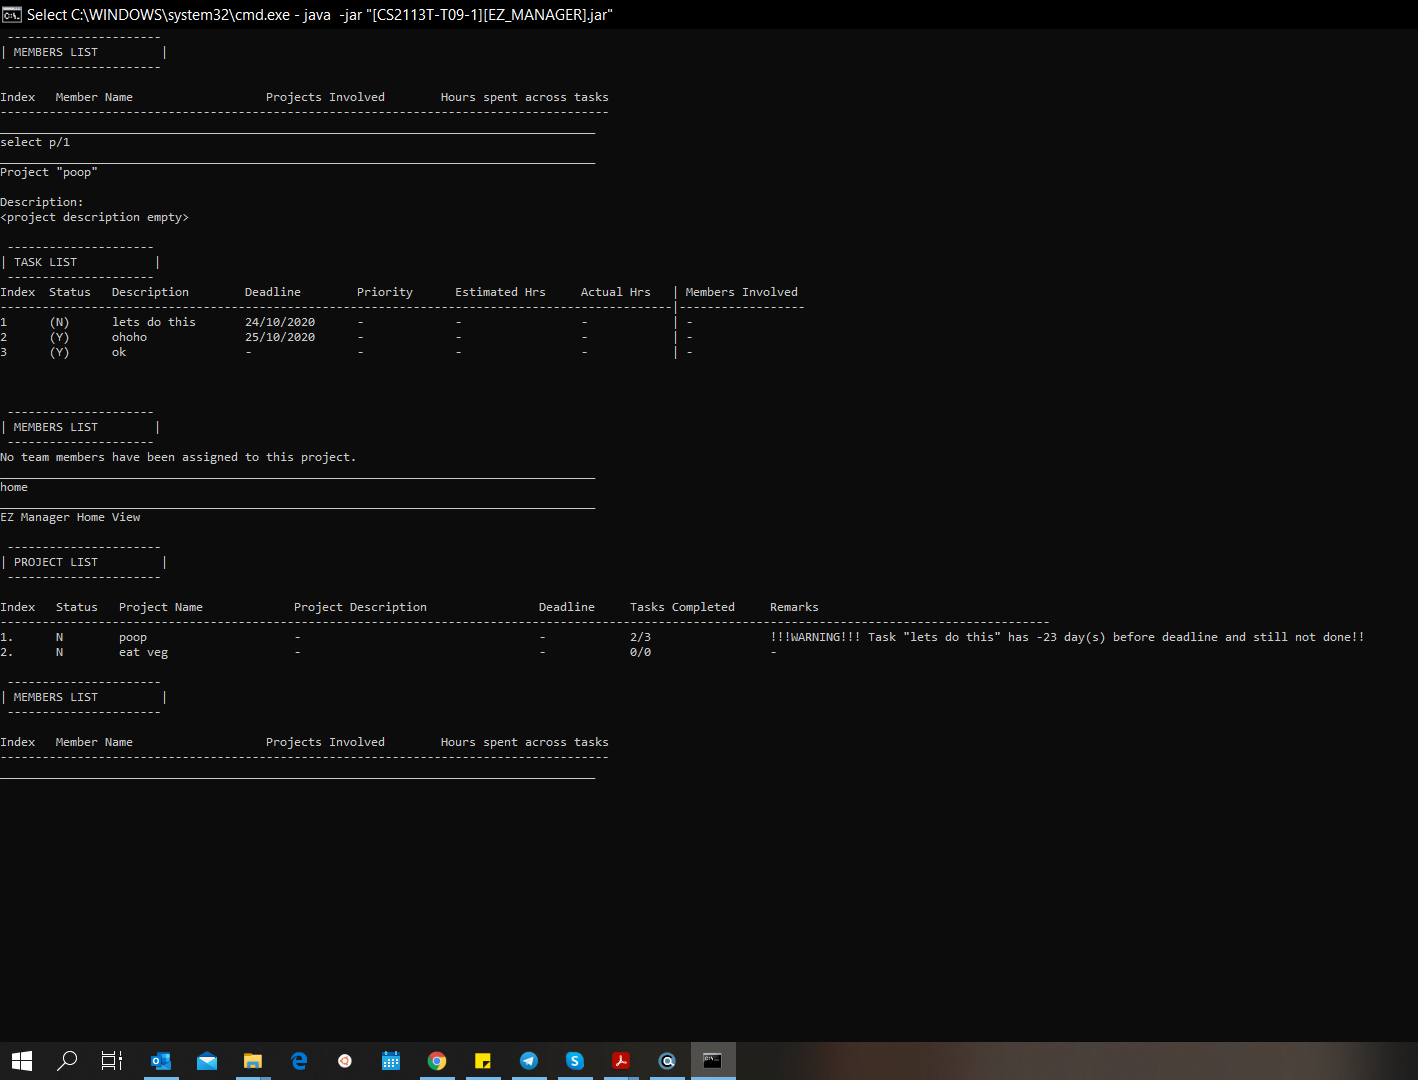 Select C:\WINDOWS\system32\cmd.exe - java  -jar "[CS2113T-T09-1][EZ_MANAGER].jar"
----------------------
| MEMBERS LIST         |
----------------------
Index   Member Name                   Projects Involved        Hours spent across tasks
---------------------------------------------------------------------------------------
_____________________________________________________________________________________
select p/1
_____________________________________________________________________________________
Project "poop"
Description:
<project description empty>
---------------------
| TASK LIST           |
---------------------
Index  Status   Description        Deadline        Priority      Estimated Hrs     Actual Hrs   | Members Involved
------------------------------------------------------------------------------------------------|------------------
1      (N)      lets do this       24/10/2020      -             -                 -            | -
2      (Y)      ohoho              25/10/2020      -             -                 -            | -
3      (Y)      ok                 -               -             -                 -            | -
---------------------
| MEMBERS LIST        |
---------------------
No team members have been assigned to this project.
_____________________________________________________________________________________
home
_____________________________________________________________________________________
EZ Manager Home View
----------------------
| PROJECT LIST         |
----------------------
Index   Status   Project Name             Project Description                Deadline     Tasks Completed     Remarks
------------------------------------------------------------------------------------------------------------------------------------------------------
1.      N        poop                     -                                  -            2/3                 !!!WARNING!!! Task "lets do this" has -23 day(s) before deadline and still not done!!
2.      N        eat veg                  -                                  -            0/0                 -
----------------------
| MEMBERS LIST         |
----------------------
Index   Member Name                   Projects Involved        Hours spent across tasks
---------------------------------------------------------------------------------------
_____________________________________________________________________________________